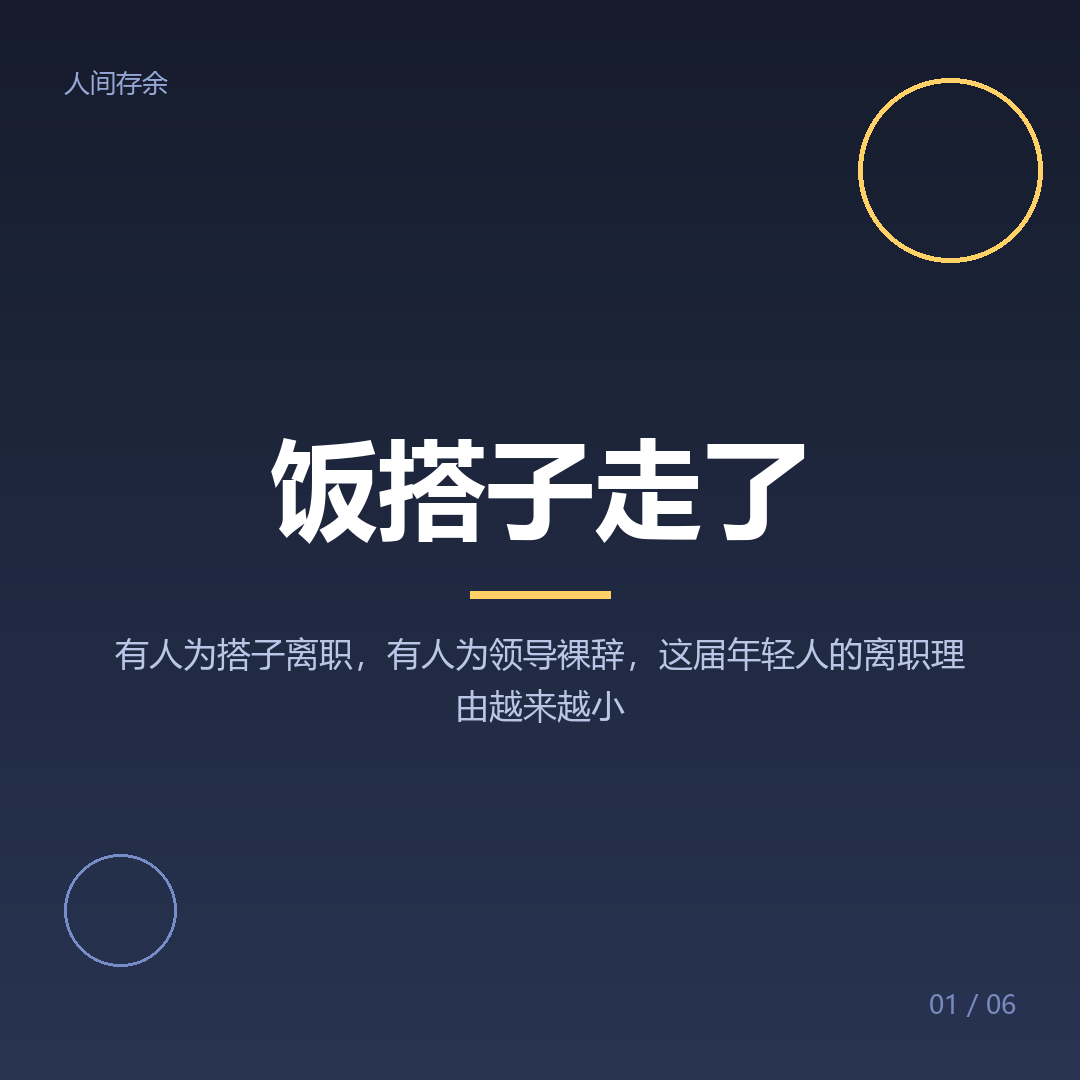 人间存余
饭搭子走了
有人为搭子离职，有人为领导裸辞，这届年轻人的离职理
由越来越小
01 / 06